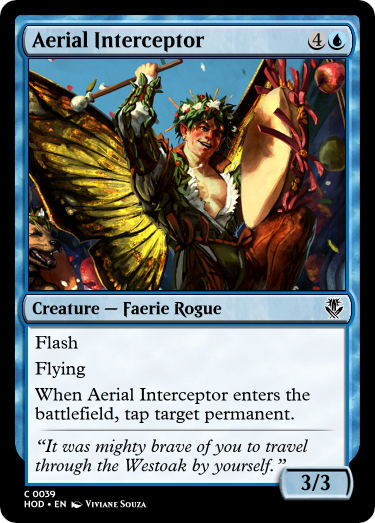 Aerial Interceptor 4
Creature — Faerie Rogue
Flash
Flying
When Aerial Interceptor enters the
battlefield, tap target permanent.
“It was mighty brave of you to travel
through the Westoak by yourself.”
3/3
C 0039
HOD • EN Viviane Souza